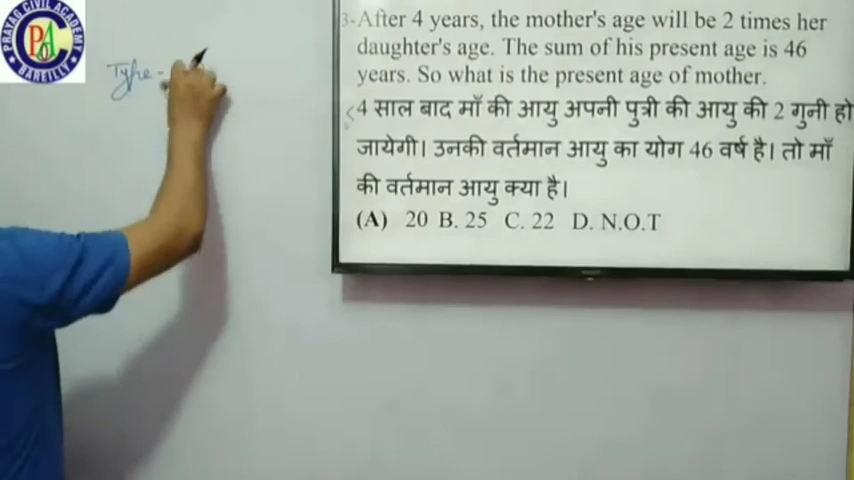 PRAYAG CIVIL ACADEMY
PCA
BAREILLY
Type -
3-After 4 years, the mother's age will be 2 times her
daughter's age. The sum of his present age is 46
years. So what is the present age of mother.
4 साल बाद माँ की आयु अपनी पुत्री की आयु की 2 गुनी हो
जायेगी। उनकी वर्तमान आयु का योग 46 वर्ष है। तो माँ
की वर्तमान आयु क्या है।
(A) 20 B. 25 C. 22 D. N.O.T